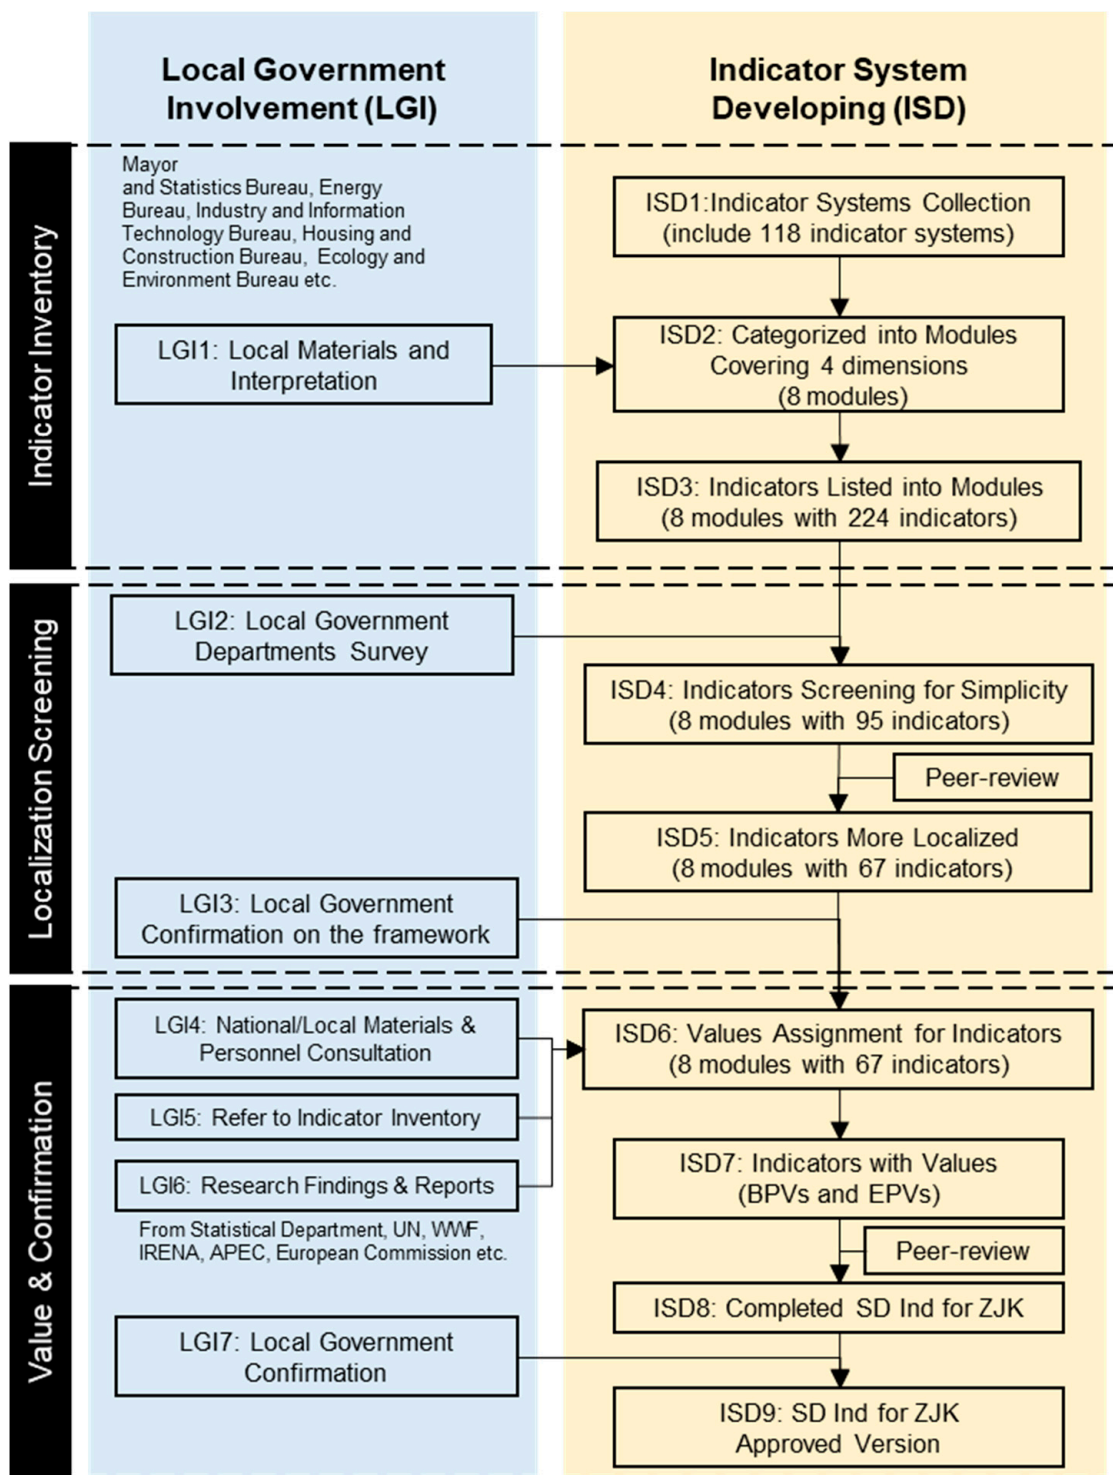 Local Government
Involvement (LGI)
Indicator System
Developing (ISD)
Indicator Inventory
Mayor
and Statistics Bureau, Energy
Bureau, Industry and Information
Technology Bureau, Housing and
Construction Bureau, Ecology and
Environment Bureau etc.
ISD1:Indicator Systems Collection
(include 118 indicator systems)
LGI1: Local Materials and
Interpretation
ISD2: Categorized into Modules
Covering 4 dimensions
(8 modules)
ISD3: Indicators Listed into Modules
(8 modules with 224 indicators)
Localization Screening
LGI2: Local Government
Departments Survey
ISD4: Indicators Screening for Simplicity
(8 modules with 95 indicators)
Peer-review
ISD5: Indicators More Localized
(8 modules with 67 indicators)
LGI3: Local Government
Confirmation on the framework
Value & Confirmation
LGI4: National/Local Materials &
Personnel Consultation
ISD6: Values Assignment for Indicators
(8 modules with 67 indicators)
LGI5: Refer to Indicator Inventory
LGI6: Research Findings & Reports
From Statistical Department, UN, WWF,
IRENA, APEC, European Commission etc.
ISD7: Indicators with Values
(BPVs and EPVs)
Peer-review
ISD8: Completed SD Ind for ZJK
LGI7: Local Government
Confirmation
ISD9: SD Ind for ZJK
Approved Version